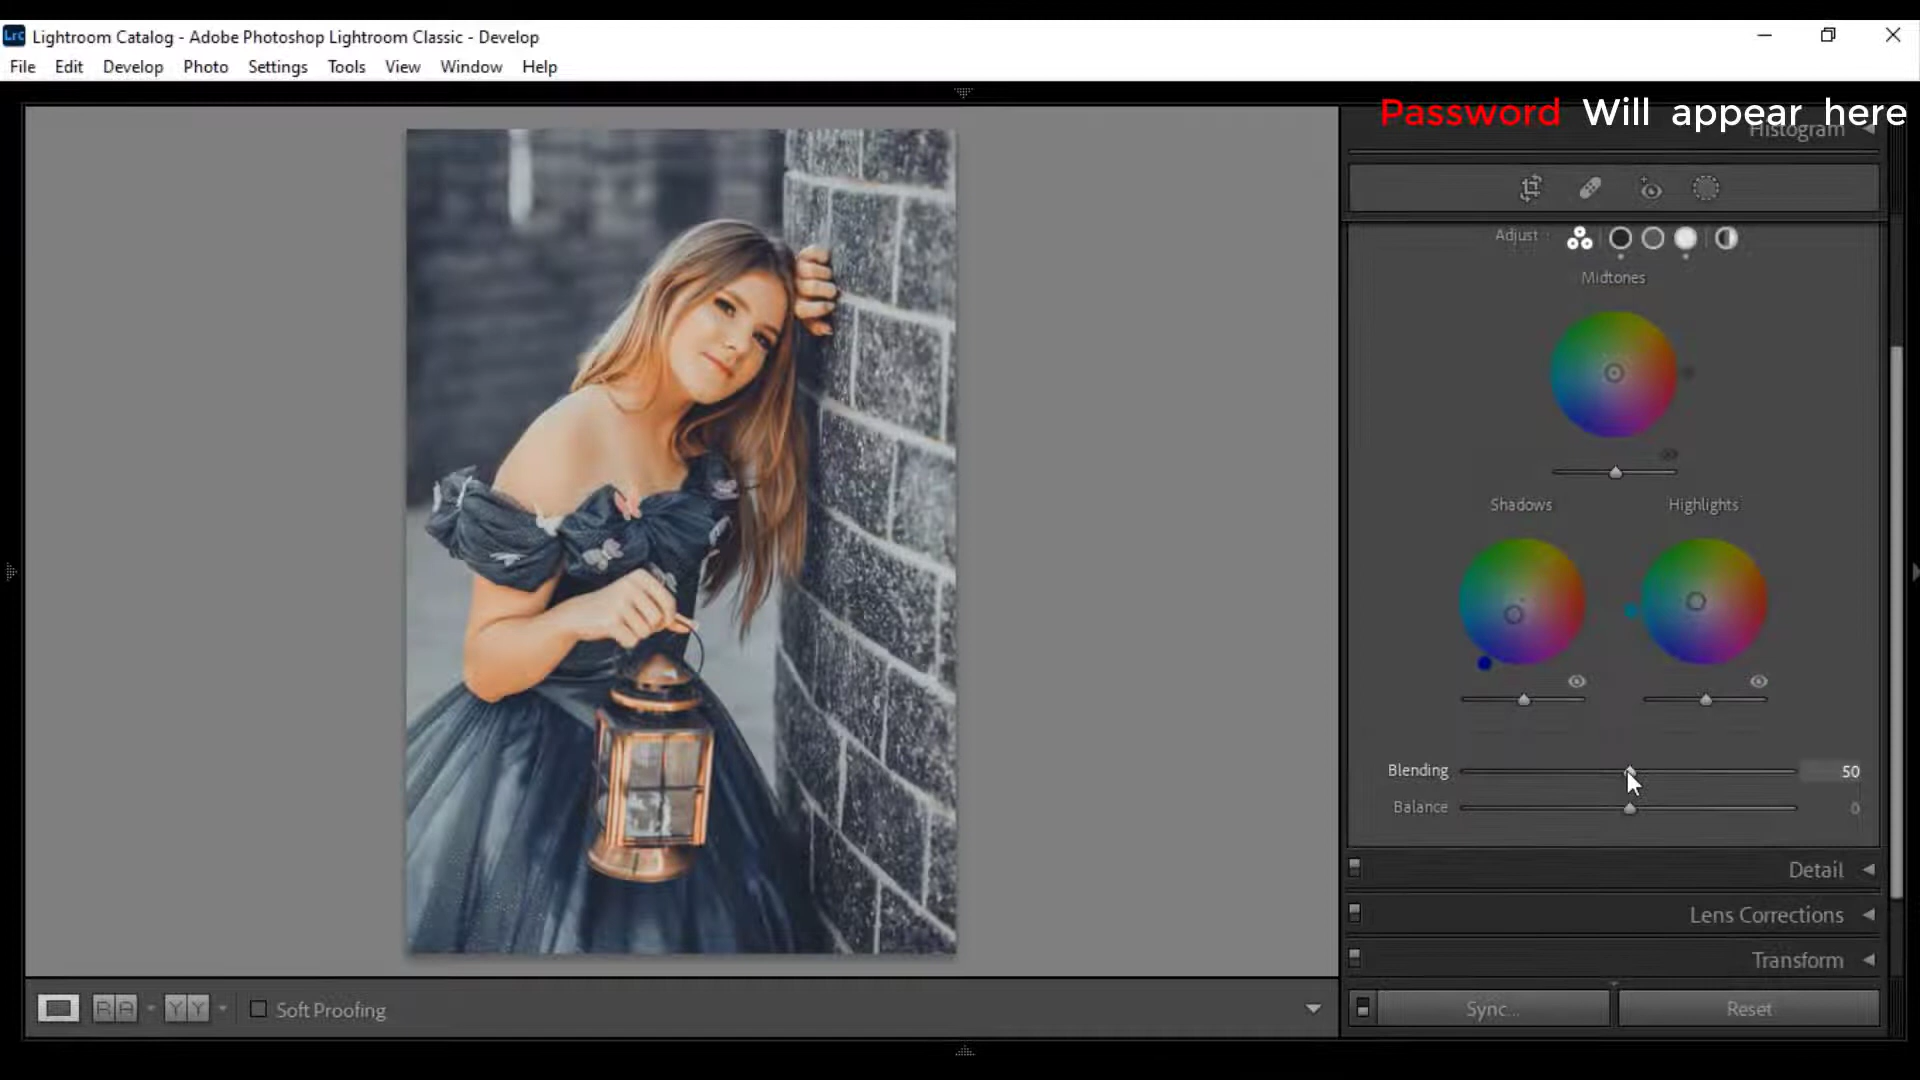 Lrc Lightroom Catalog - Adobe Photoshop Lightroom Classic - Develop
File Edit Develop Photo Settings Tools View Window Help
Password Will appear here
Histogram
Adjust
Midtones
Shadows Highlights
Blending 50
Balance 0
Detail
Lens Corrections
Transform
R A Y Y Soft Proofing Sync... Reset